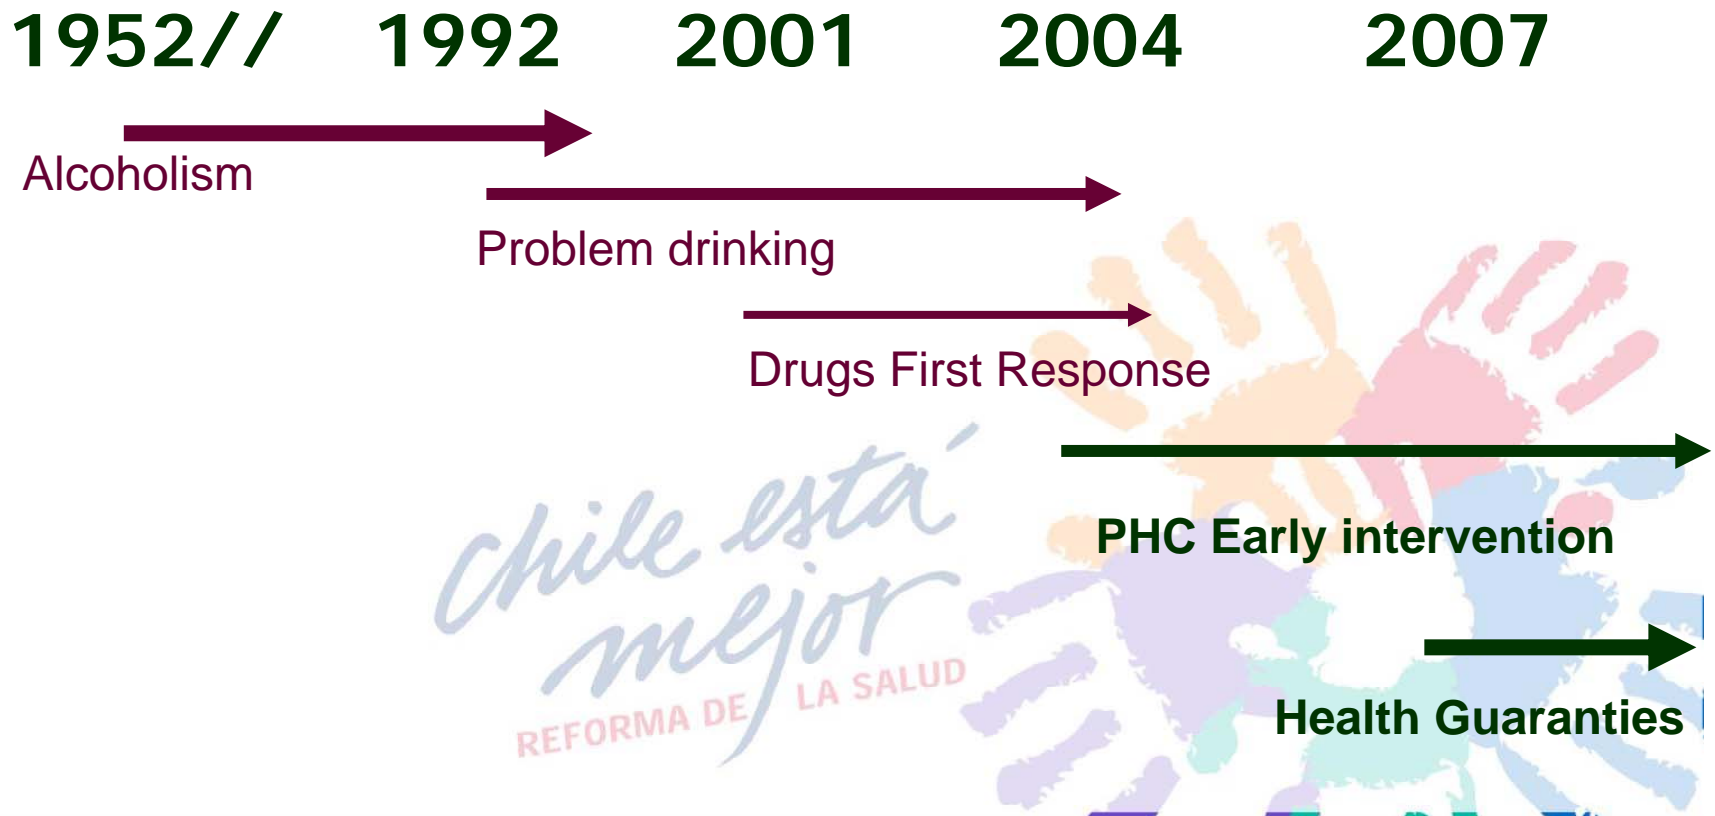 1952// 1992 2001 2004 2007
Alcoholism
Problem drinking
Drugs First Response
PHC Early intervention
Health Guaranties
chile está
mejor
REFORMA DE LA SALUD